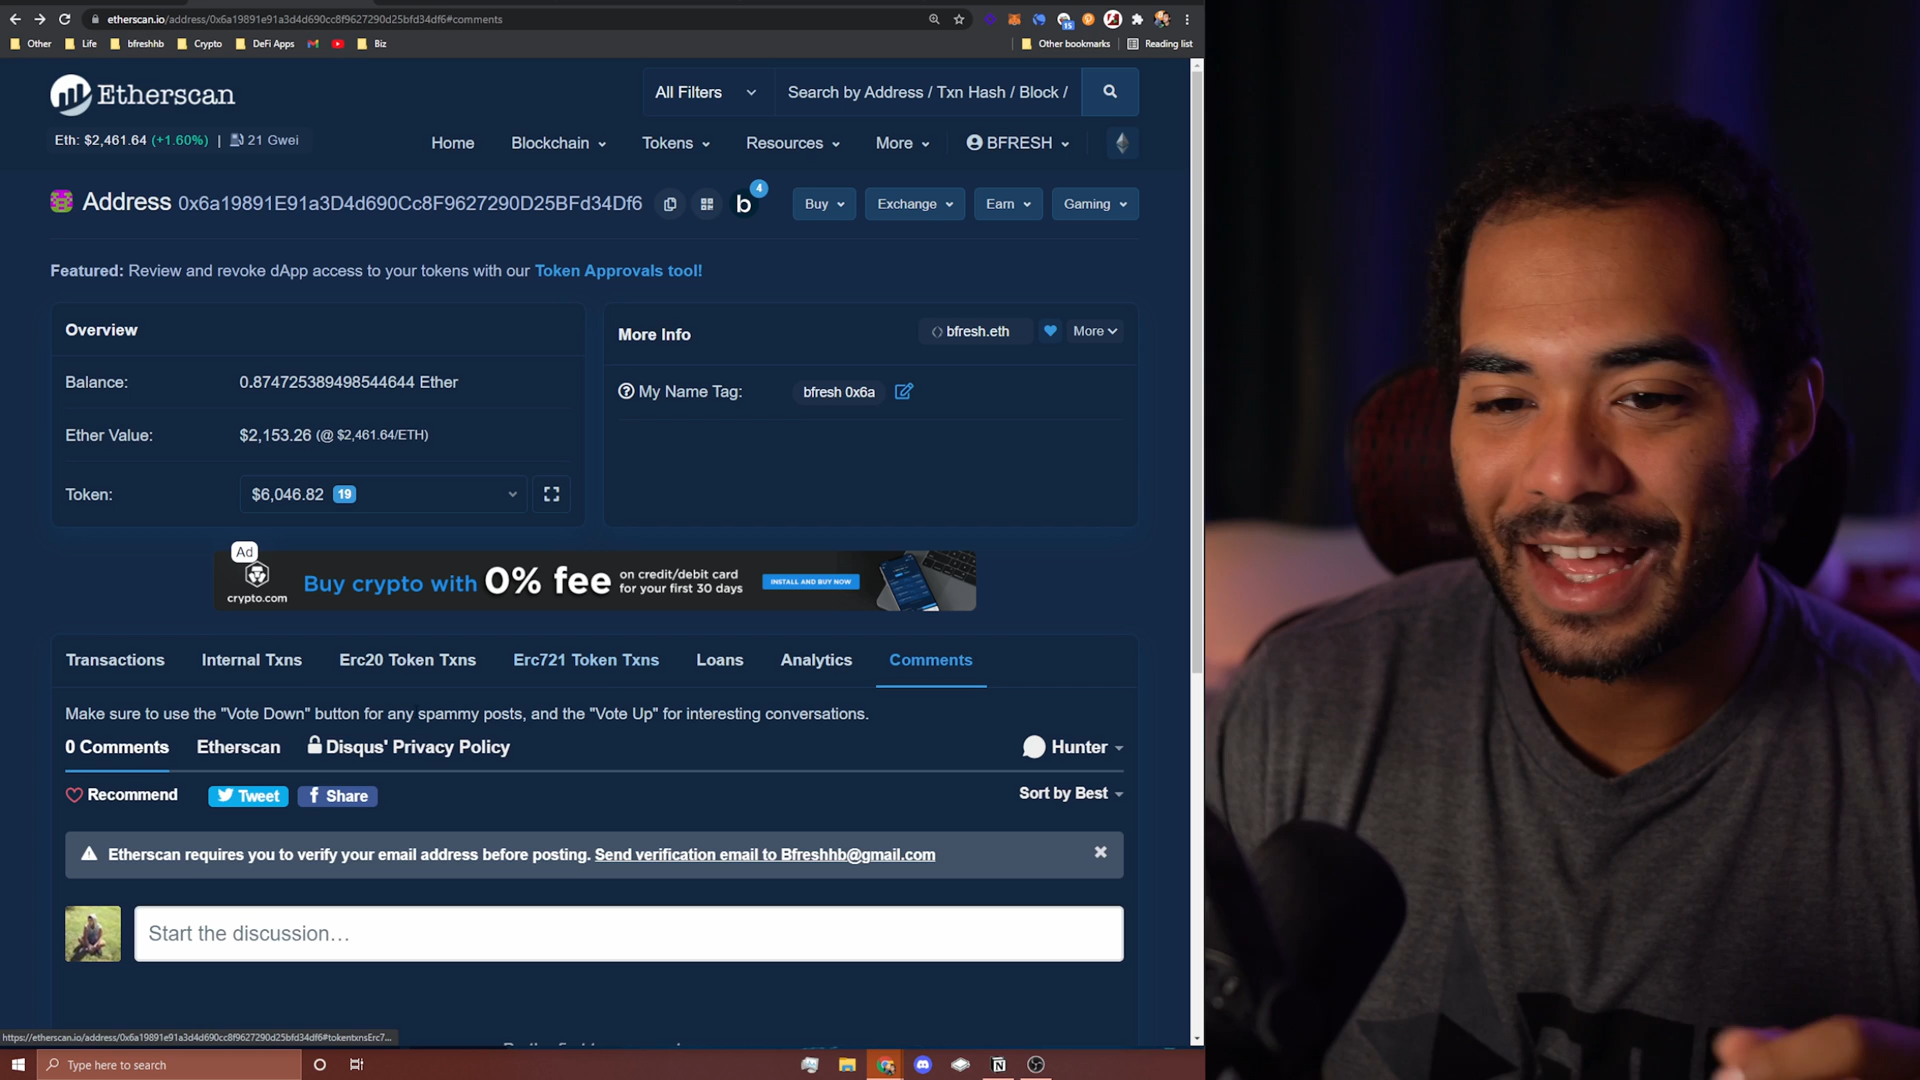 etherscan.io/address/0x6a19891e91a3d4d690cc8f9627290d25bfd34df6#comments
15
Other
Life
bfreshhb
Crypto
DeFi Apps
Biz
Other bookmarks
Reading list
Etherscan
All Filters
Search by Address / Txn Hash / Block /
Eth: $2,461.64 (+1.60%) | 21 Gwei
Home
Blockchain
Tokens
Resources
More
BFRESH
Address 0x6a19891E91a3D4d690Cc8F9627290D25BFd34Df6
b
4
Buy
Exchange
Earn
Gaming
Featured: Review and revoke dApp access to your tokens with our Token Approvals tool!
Overview
Balance: 0.874725389498544644 Ether
Ether Value: $2,153.26 (@ $2,461.64/ETH)
Token: $6,046.82 19
More Info
bfresh.eth
More
My Name Tag: bfresh 0x6a
Ad
crypto.com
Buy crypto with 0% fee
on credit/debit card
for your first 30 days
INSTALL AND BUY NOW
Transactions
Internal Txns
Erc20 Token Txns
Erc721 Token Txns
Loans
Analytics
Comments
Make sure to use the "Vote Down" button for any spammy posts, and the "Vote Up" for interesting conversations.
0 Comments
Etherscan
Disqus' Privacy Policy
Hunter
Recommend
Tweet
f Share
Sort by Best
Etherscan requires you to verify your email address before posting. Send verification email to Bfreshhb@gmail.com
Start the discussion…
https://etherscan.io/address/0x6a19891e91a3d4d690cc8f9627290d25bfd34df6#tokentxnsErc7...
Type here to search